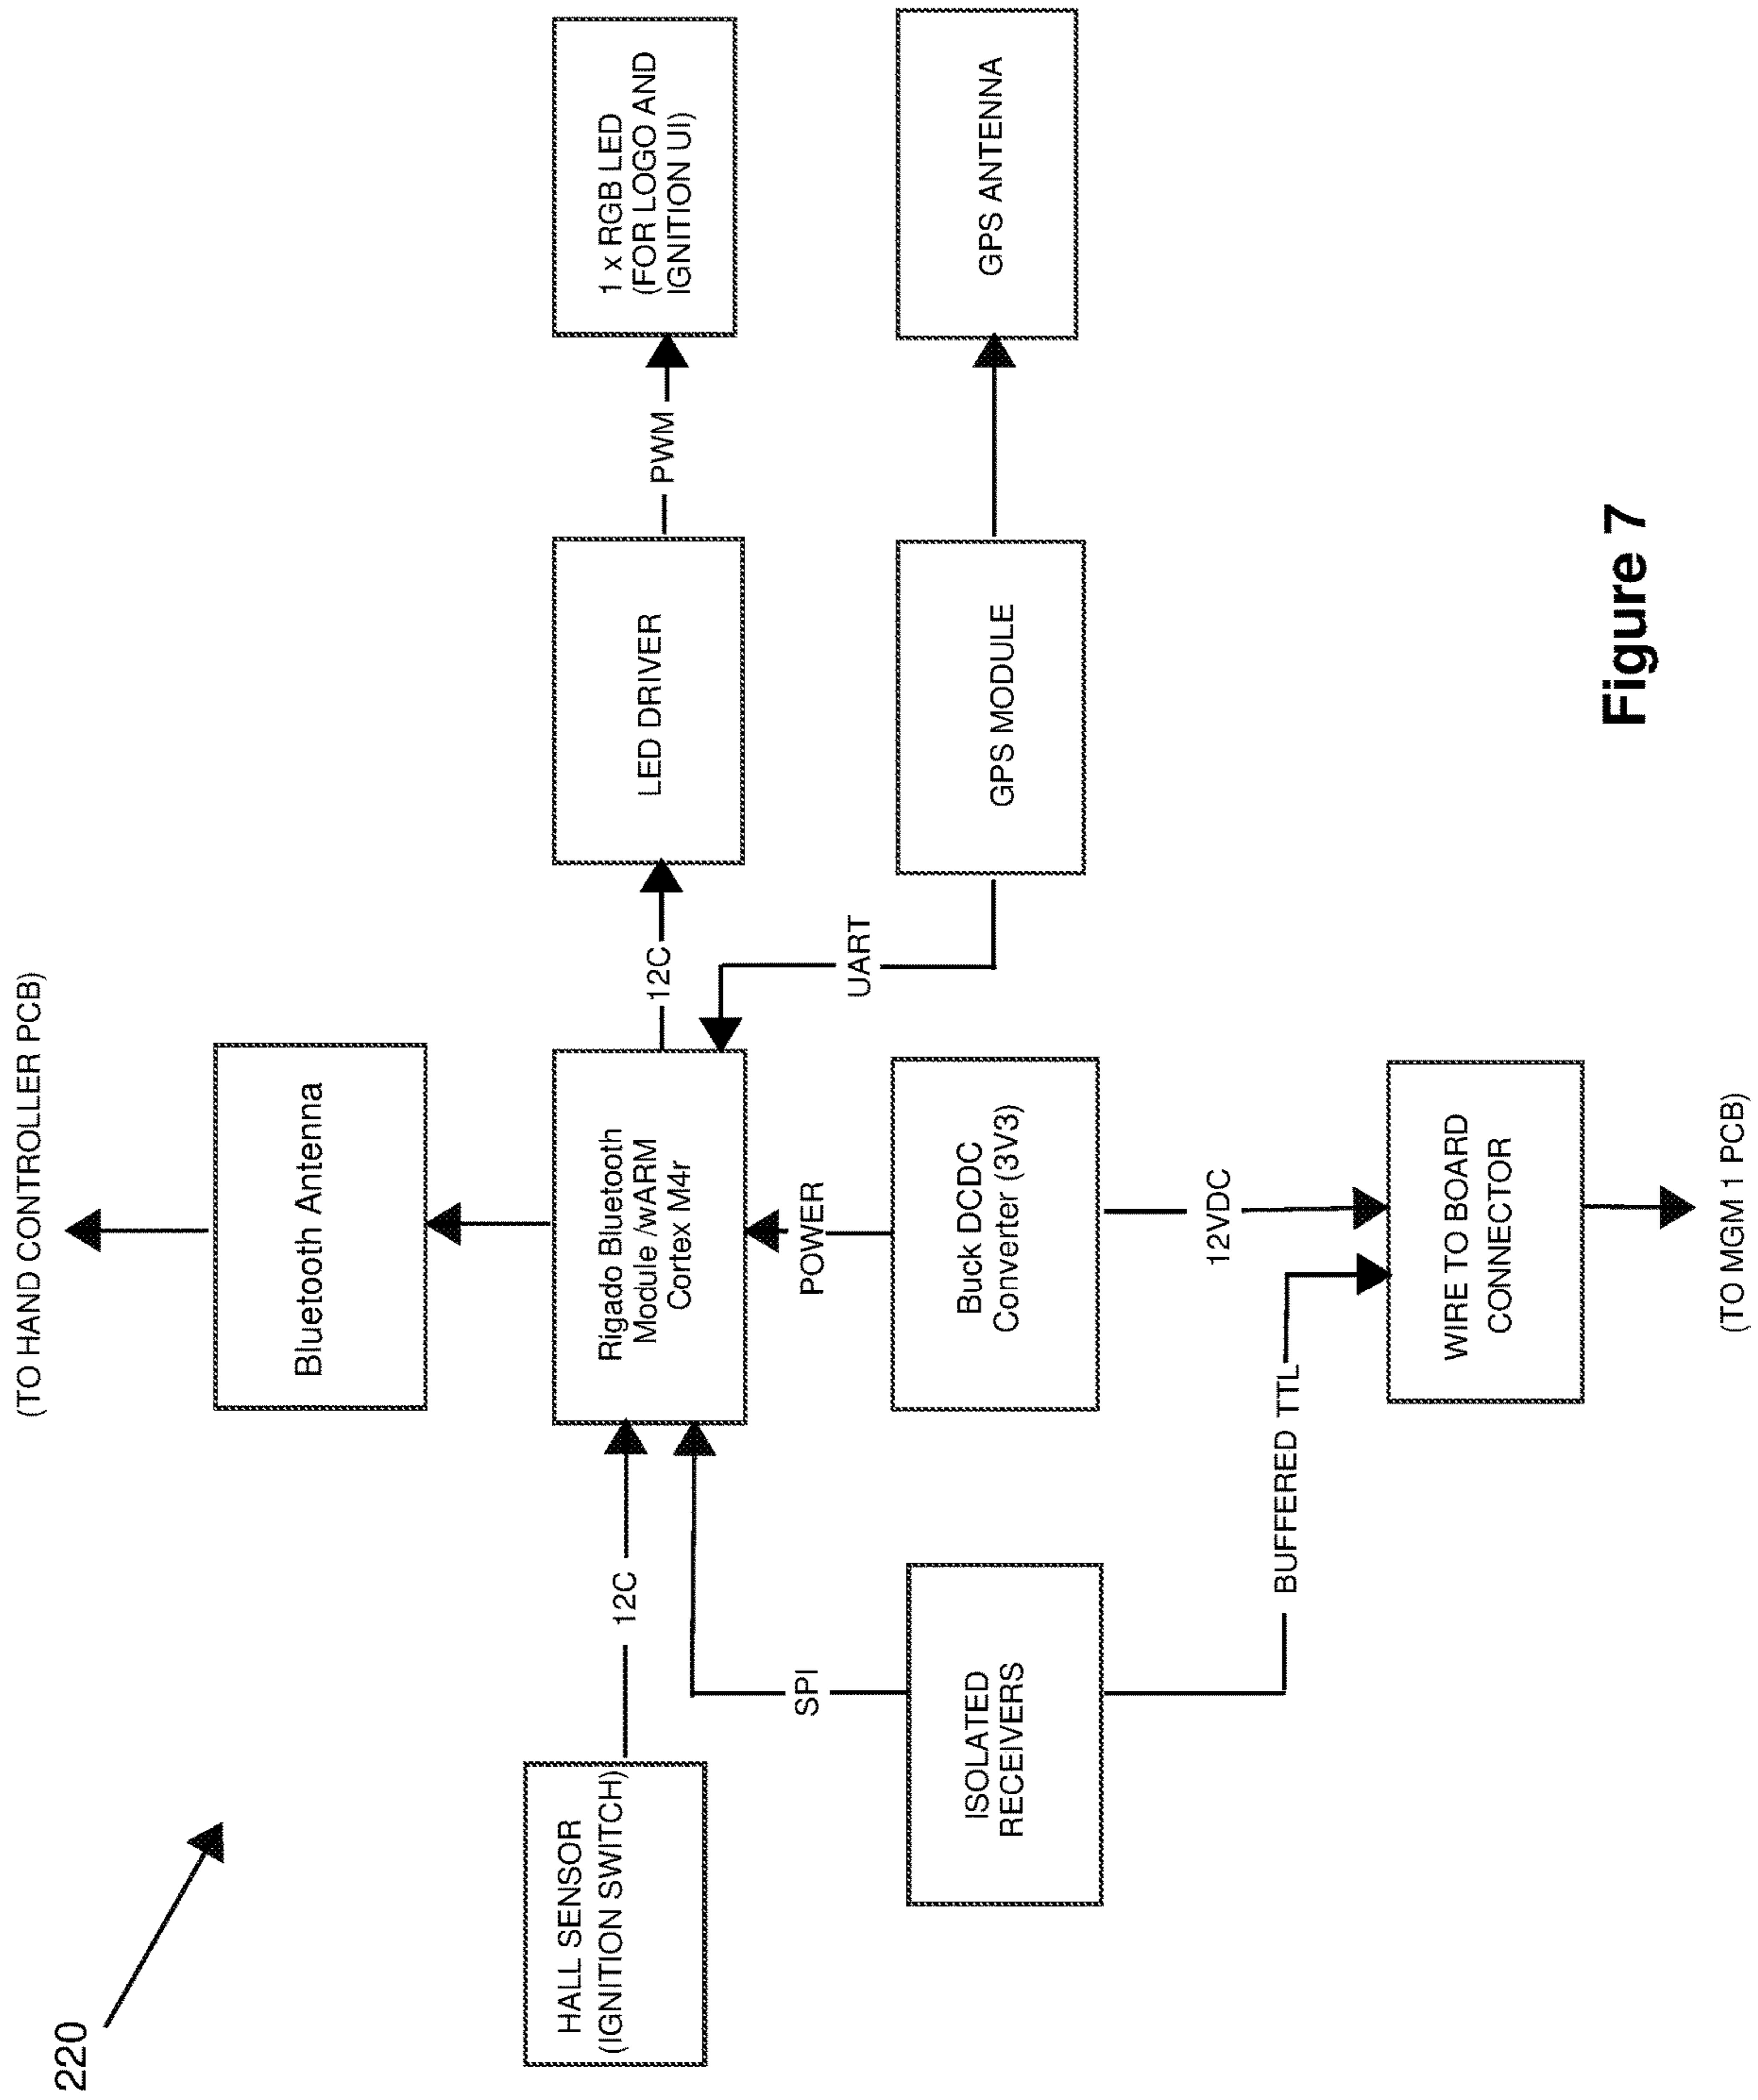 220
(TO HAND CONTROLLER PCB)
Bluetooth Antenna
HALL SENSOR
(IGNITION SWITCH)
12C
Rigado Bluetooth
Module /wARM
Cortex M4r
12C
LED DRIVER
PWM
1 x RGB LED
(FOR LOGO AND
IGNITION UI)
SPI
POWER
UART
ISOLATED
RECEIVERS
Buck DCDC
Converter (3V3)
GPS MODULE
GPS ANTENNA
BUFFERED TTL
12VDC
WIRE TO BOARD
CONNECTOR
(TO MGM 1 PCB)
Figure 7